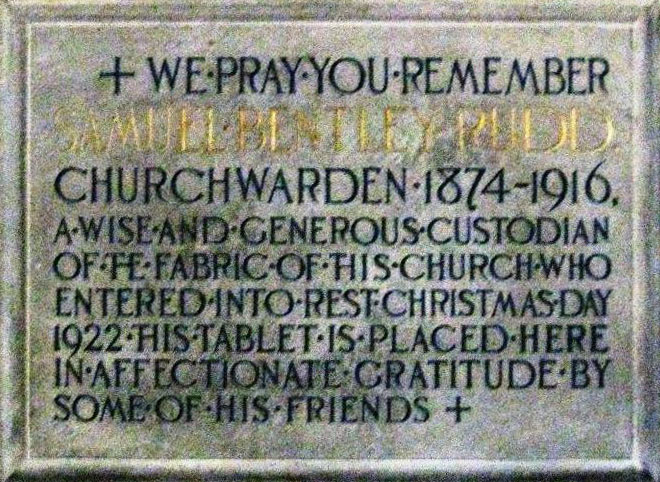 + WE·PRAY·YOU·REMEMBER
SAMUEL·BENTLEY·RUDD
CHURCHWARDEN·1874-1916.
A·WISE·AND·GENEROUS·CUSTODIAN
OF·THE·FABRIC·OF·THIS·CHURCH·WHO
ENTERED·INTO·REST·CHRISTMAS·DAY
1922·THIS·TABLET·IS·PLACED·HERE
IN·AFFECTIONATE·GRATITUDE·BY
SOME·OF·HIS·FRIENDS +